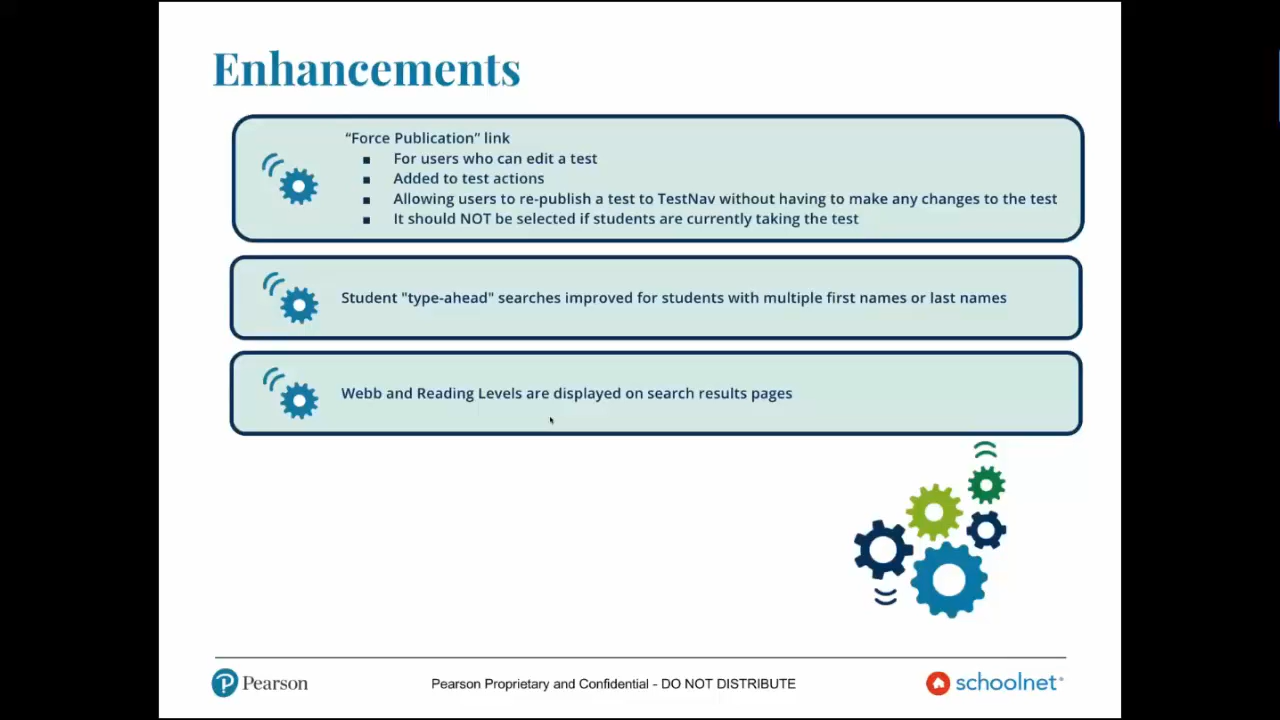 Enhancements
“Force Publication” link
▪ For users who can edit a test
▪ Added to test actions
▪ Allowing users to re-publish a test to TestNav without having to make any changes to the test
▪ It should NOT be selected if students are currently taking the test
Student "type-ahead" searches improved for students with multiple first names or last names
Webb and Reading Levels are displayed on search results pages
Pearson
Pearson Proprietary and Confidential - DO NOT DISTRIBUTE
schoolnet